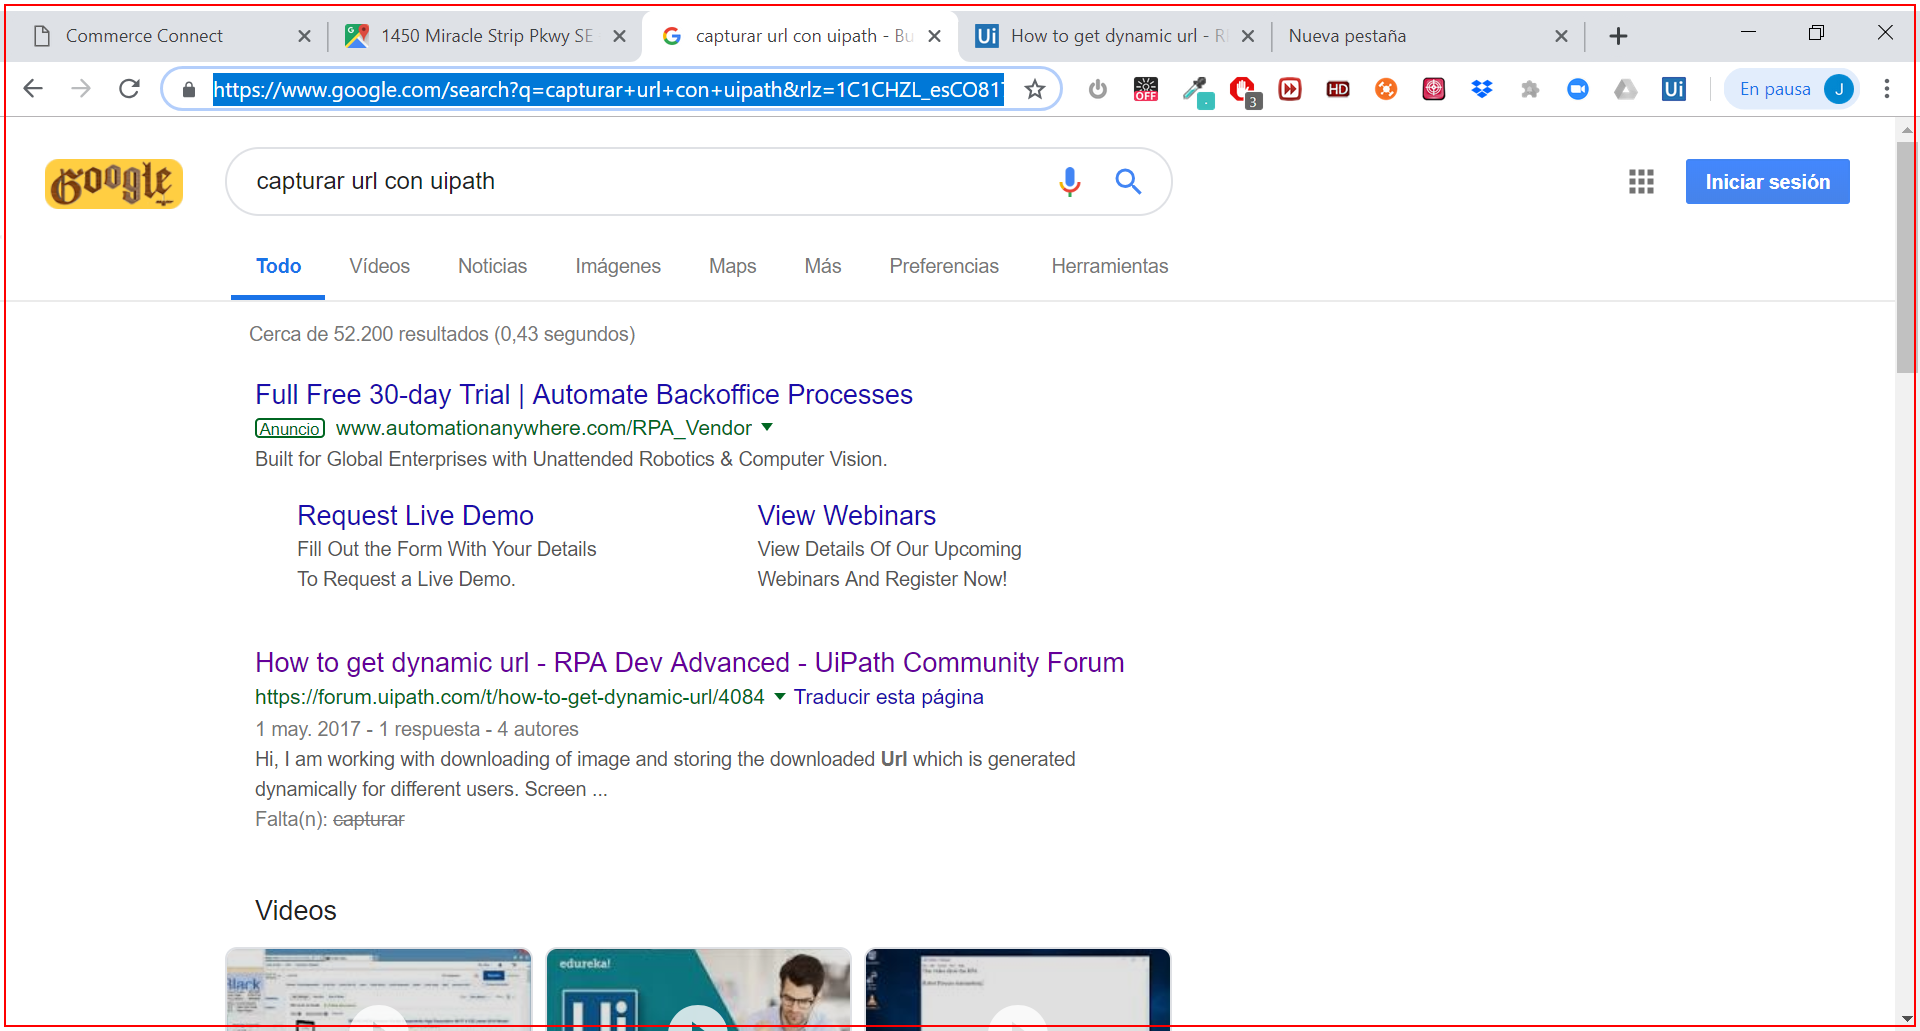 Commerce Connect
1450 Miracle Strip Pkwy SE
capturar url con uipath - Bu
Ui How to get dynamic url - R
Nueva pestaña
https://www.google.com/search?q=capturar+url+con+uipath&rlz=1C1CHZL_esCO817
OFF
3
HD
Ui
En pausa
J
Google
capturar url con uipath
Iniciar sesión
Todo Vídeos Noticias Imágenes Maps Más Preferencias Herramientas
Cerca de 52.200 resultados (0,43 segundos)
Full Free 30-day Trial | Automate Backoffice Processes
Anuncio www.automationanywhere.com/RPA_Vendor
Built for Global Enterprises with Unattended Robotics & Computer Vision.
Request Live Demo
Fill Out the Form With Your Details
To Request a Live Demo.
View Webinars
View Details Of Our Upcoming
Webinars And Register Now!
How to get dynamic url - RPA Dev Advanced - UiPath Community Forum
https://forum.uipath.com/t/how-to-get-dynamic-url/4084 Traducir esta página
1 may. 2017 - 1 respuesta - 4 autores
Hi, I am working with downloading of image and storing the downloaded Url which is generated
dynamically for different users. Screen ...
Falta(n): capturar
Videos
Black
edureka!
Ui